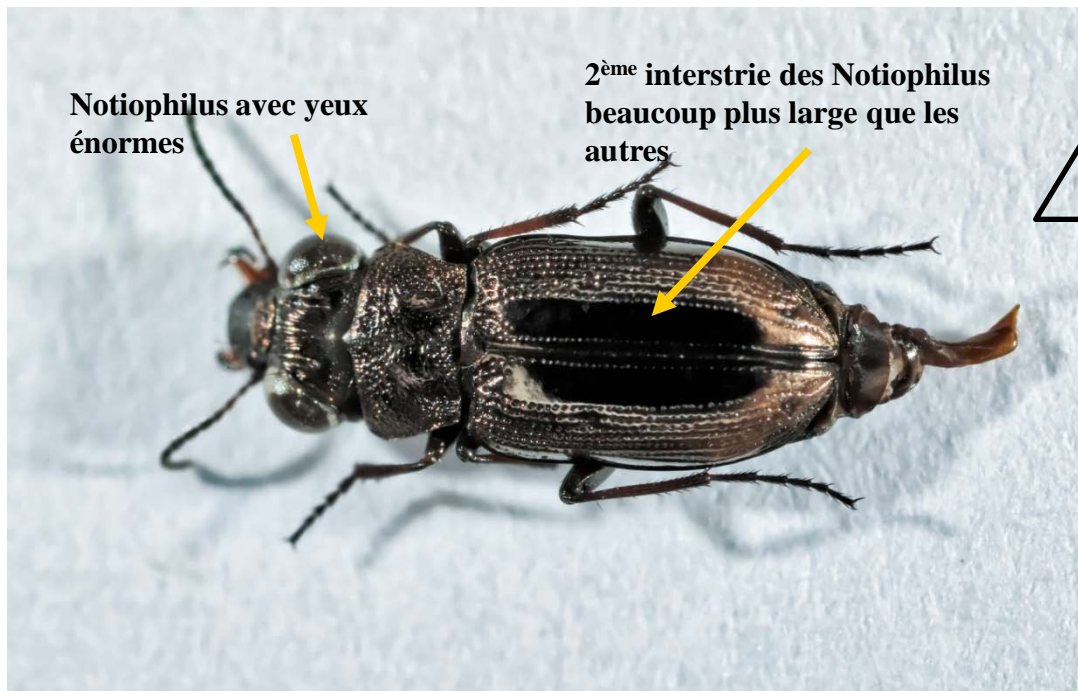 Notiophilus avec yeux
énormes
2ème interstrie des Notiophilus
beaucoup plus large que les
autres